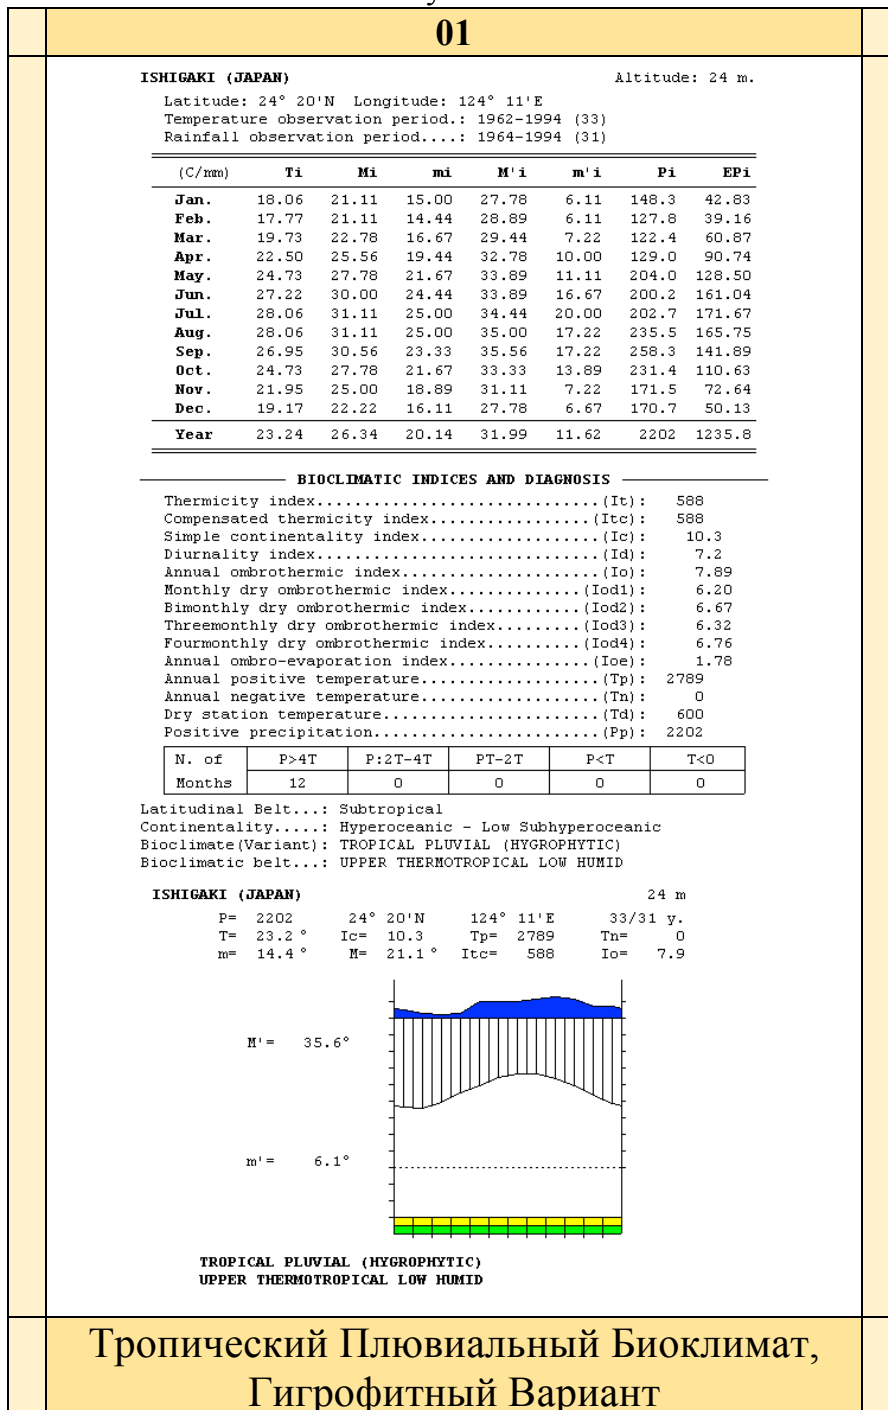 01
ISHIGAKI (JAPAN) Altitude: 24 m.
Latitude: 24° 20'N Longitude: 124° 11'E
Temperature observation period.: 1962-1994 (33)
Rainfall observation period....: 1964-1994 (31)
(C/mm) Ti Mi mi M'i m'i Pi EPi
Jan. 18.06 21.11 15.00 27.78 6.11 148.3 42.83
Feb. 17.77 21.11 14.44 28.89 6.11 127.8 39.16
Mar. 19.73 22.78 16.67 29.44 7.22 122.4 60.87
Apr. 22.50 25.56 19.44 32.78 10.00 129.0 90.74
May. 24.73 27.78 21.67 33.89 11.11 204.0 128.50
Jun. 27.22 30.00 24.44 33.89 16.67 200.2 161.04
Jul. 28.06 31.11 25.00 34.44 20.00 202.7 171.67
Aug. 28.06 31.11 25.00 35.00 17.22 235.5 165.75
Sep. 26.95 30.56 23.33 35.56 17.22 258.3 141.89
Oct. 24.73 27.78 21.67 33.33 13.89 231.4 110.63
Nov. 21.95 25.00 18.89 31.11 7.22 171.5 72.64
Dec. 19.17 22.22 16.11 27.78 6.67 170.7 50.13
Year 23.24 26.34 20.14 31.99 11.62 2202 1235.8
BIOCLIMATIC INDICES AND DIAGNOSIS
Thermicity index..............................(It): 588
Compensated thermicity index.................(Itc): 588
Simple continentality index...................(Ic): 10.3
Diurnality index..............................(Id): 7.2
Annual ombrothermic index.....................(Io): 7.89
Monthly dry ombrothermic index..............(Iod1): 6.20
Bimonthly dry ombrothermic index............(Iod2): 6.67
Threemonthly dry ombrothermic index.........(Iod3): 6.32
Fourmonthly dry ombrothermic index..........(Iod4): 6.76
Annual ombro-evaporation index...............(Ioe): 1.78
Annual positive temperature...................(Tp): 2789
Annual negative temperature...................(Tn): 0
Dry station temperature.......................(Td): 600
Positive precipitation........................(Pp): 2202
N. of P>4T P:2T-4T PT-2T P<T T<0
Months 12 0 0 0 0
Latitudinal Belt...: Subtropical
Continentality.....: Hyperoceanic - Low Subhyperoceanic
Bioclimate(Variant): TROPICAL PLUVIAL (HYGROPHYTIC)
Bioclimatic belt...: UPPER THERMOTROPICAL LOW HUMID
ISHIGAKI (JAPAN) 24 m
P= 2202 24° 20'N 124° 11'E 33/31 y.
T= 23.2° Ic= 10.3 Tp= 2789 Tn= 0
m= 14.4° M= 21.1° Itc= 588 Io= 7.9
M'= 35.6°
m'= 6.1°
TROPICAL PLUVIAL (HYGROPHYTIC)
UPPER THERMOTROPICAL LOW HUMID
Тропический Плювиальный Биоклимат,
Гигрофитный Вариант